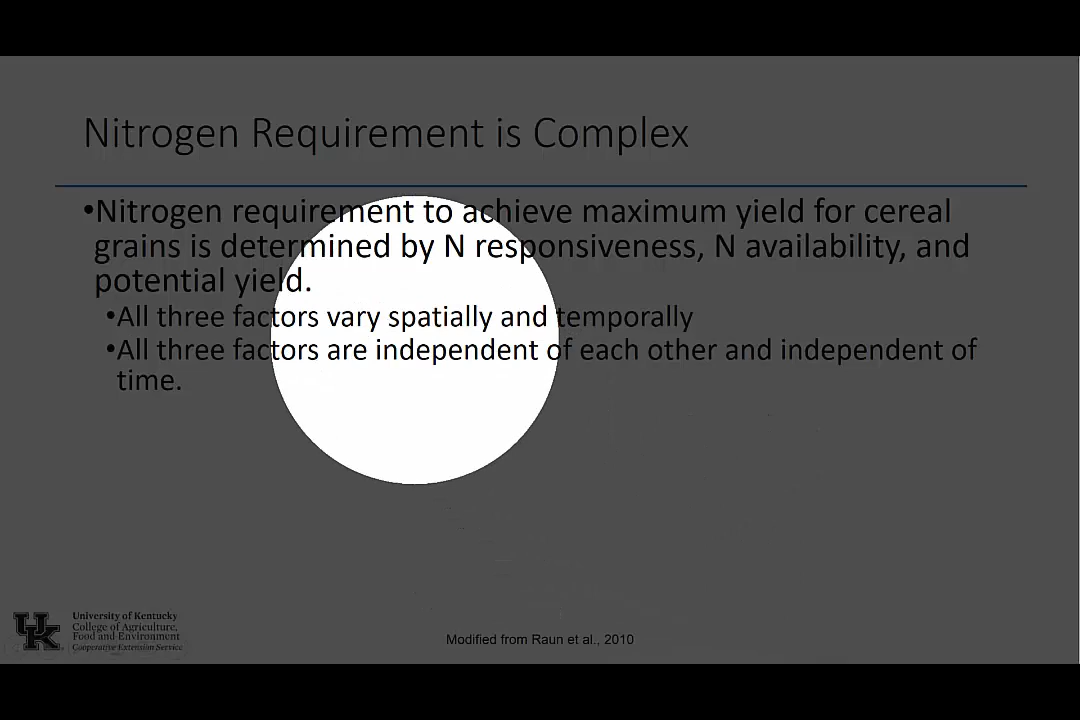 Nitrogen Requirement is Complex
•Nitrogen requirement to achieve maximum yield for cereal
grains is determined by N responsiveness, N availability, and
potential yield.
•All three factors vary spatially and temporally
•All three factors are independent of each other and independent of
time.
UK
University of Kentucky
College of Agriculture,
Food and Environment
Cooperative Extension Service
Modified from Raun et al., 2010